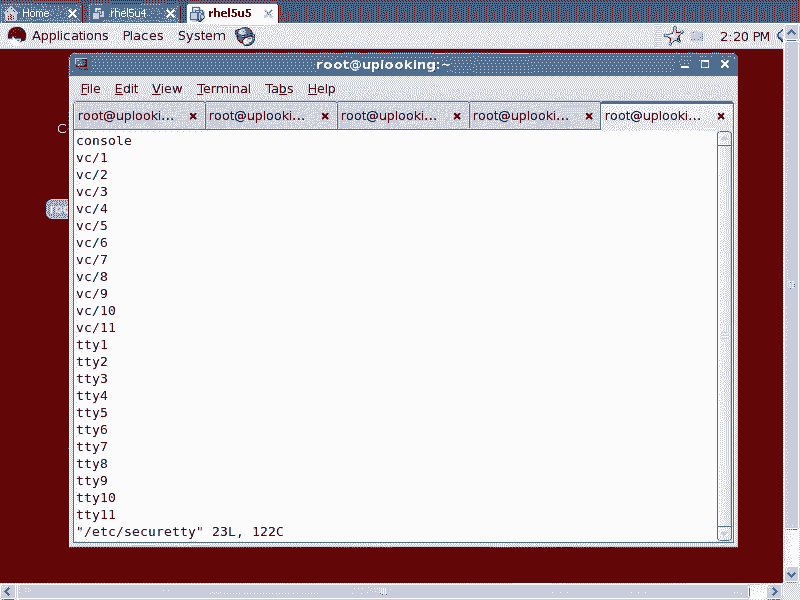 Home rhel5u4 rhel5u5
Applications Places System 2:20 PM
root@uplooking:~
File Edit View Terminal Tabs Help
root@uplooki... root@uplooki... root@uplooki... root@uplooki... root@uplooki...
console
vc/1
vc/2
vc/3
vc/4
vc/5
vc/6
vc/7
vc/8
vc/9
vc/10
vc/11
tty1
tty2
tty3
tty4
tty5
tty6
tty7
tty8
tty9
tty10
tty11
"/etc/securetty" 23L, 122C